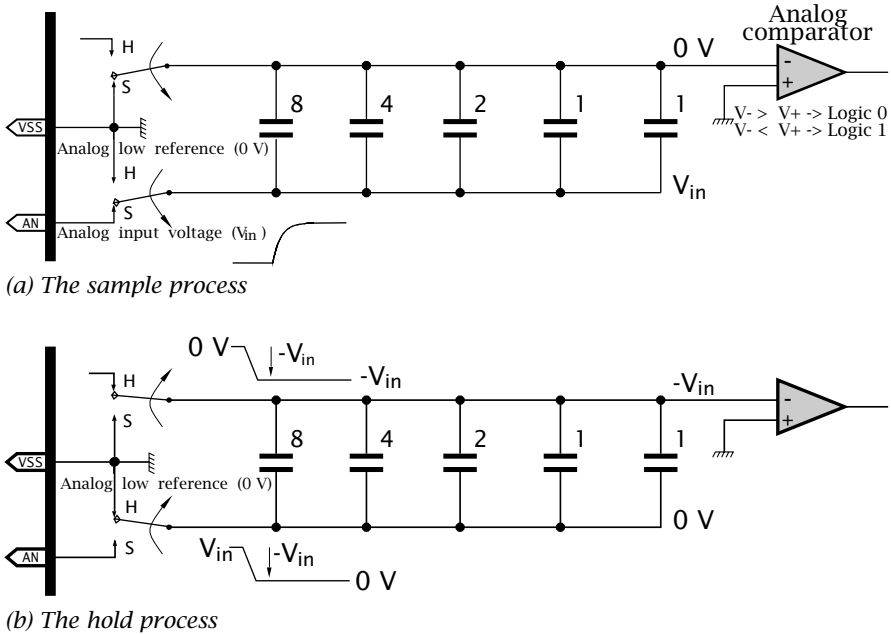 Analog
comparator
H
0 V
S
8
4
2
1
1
-
+
VSS
V- > V+ -> Logic 0
V- < V+ -> Logic 1
Analog low reference (0 V)
H
Vin
S
AN
Analog input voltage (Vin)
(a) The sample process
0 V
-Vin
H
-Vin
-Vin
-
+
S
8
4
2
1
1
VSS
Analog low reference (0 V)
H
0 V
S
Vin
-Vin
AN
0 V
(b) The hold process